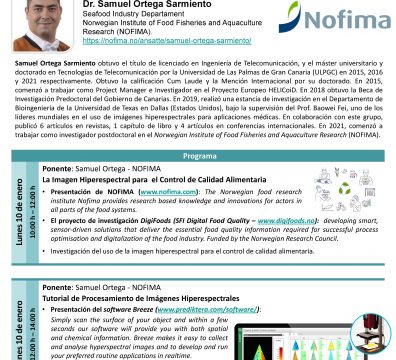 Dr. Samuel Ortega Sarmiento
Seafood Industry Departament
Norwegian Institute of Food Fisheries and Aquaculture
Research (NOFIMA).
https://nofima.no/ansatte/samuel-ortega-sarmiento/
Nofima
Samuel Ortega Sarmiento obtuvo el título de licenciado en Ingeniería de Telecomunicación, y el máster universitario y
doctorado en Tecnologías de Telecomunicación por la Universidad de Las Palmas de Gran Canaria (ULPGC) en 2015, 2016
y 2021 respectivamente. Obtuvo la calificación Cum Laude y la Mención Internacional por su doctorado. En 2015,
comenzó a trabajar como Project Manager e Investigador en el Proyecto Europeo HELICoiD. En 2018 obtuvo la Beca de
Investigación Predoctoral del Gobierno de Canarias. En 2019, realizó una estancia de investigación en el Departamento de
Bioingeniería de la Universidad de Texas en Dallas (Estados Unidos), bajo la supervisión del Prof. Baowei Fei, uno de los
líderes mundiales en el uso de imágenes hiperespectrales para aplicaciones médicas. En colaboración con este grupo,
publicó 6 artículos en revistas, 1 capítulo de libro y 4 artículos en conferencias internacionales. En 2021, comenzó a
trabajar como investigador postdoctoral en el Norwegian Institute of Food Fisheries and Aquaculture Research (NOFIMA).
Programa
Lunes 10 de enero
10:00 h – 12:00 h
Ponente: Samuel Ortega - NOFIMA
La Imagen Hiperespectral para el Control de Calidad Alimentaria
• Presentación de NOFIMA (www.nofima.com): The Norwegian food research
institute Nofima provides research based knowledge and innovations for actors in
all parts of the food systems.
• El proyecto de investigación DigiFoods (SFI Digital Food Quality – www.digifoods.no): developing smart,
sensor-driven solutions that deliver the essential food quality information required for successful process
optimisation and digitalization of the food industry. Funded by the Norwegian Research Council.
• Investigación del uso de la imagen hiperespectral para el control de calidad alimentaria.
Lunes 10 de enero
12:00 h – 14:00 h
Ponente: Samuel Ortega - NOFIMA
Tutorial de Procesamiento de Imágenes Hiperespectrales
• Presentación del software Breeze (www.prediktera.com/software/):
Simply scan the surface of your object and within a few
seconds our software will provide you with both spatial
and chemical information. Breeze makes it easy to collect
and analyse hyperspectral images and to develop and run
your preferred routine applications in realtime.